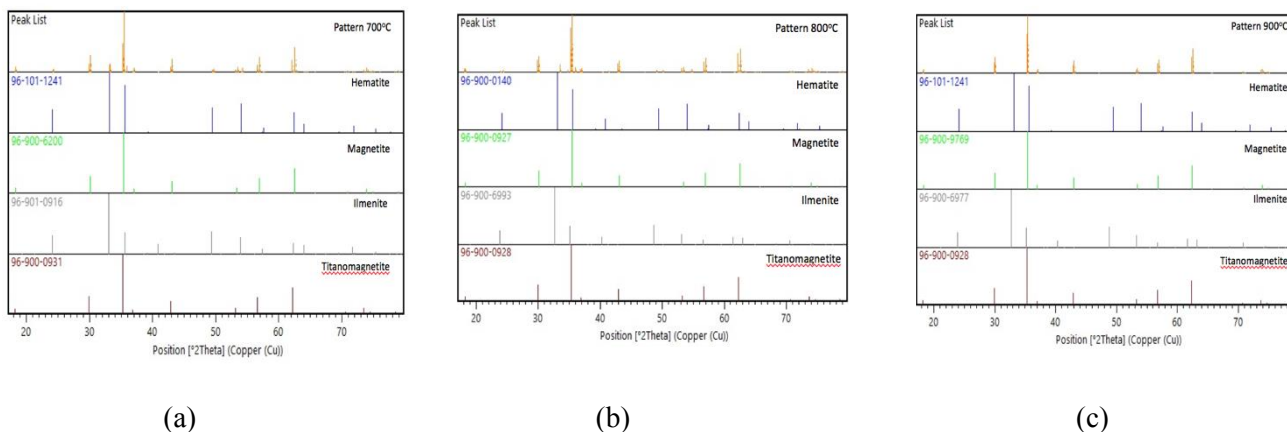 Peak List
Pattern 700°C
96-101-1241
Hematite
96-900-6200
Magnetite
96-901-0916
Ilmenite
96-900-0931
Titanomagnetite
20 30 40 50 60 70
Position [°2Theta] (Copper (Cu))
(a)
Peak List
Pattern 800°C
96-900-0140
Hematite
96-900-0927
Magnetite
96-900-6993
Ilmenite
96-900-0928
Titanomagnetite
20 30 40 50 60 70
Position [°2Theta] (Copper (Cu))
(b)
Peak List
Pattern 900°C
96-101-1241
Hematite
96-900-9769
Magnetite
96-900-6977
Ilmenite
96-900-0928
Titanomagnetite
20 30 40 50 60 70
Position [°2Theta] (Copper (Cu))
(c)